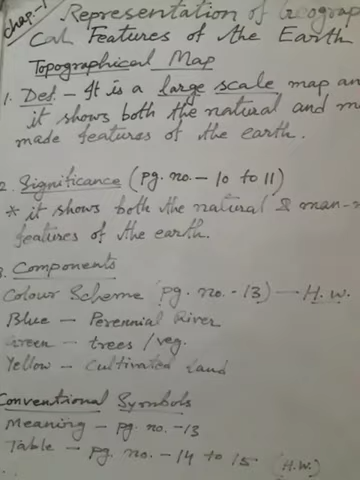 Chap.-1
Representation of Geograp
Cal Features of the Earth
Topographical Map
1. Def. - It is a large scale map an
it shows both the natural and m
made features of the earth.
2. Significance (pg. no. - 10 to 11)
* it shows both the natural & man-
features of the earth.
3. Components
Colour Scheme (pg. no. - 13) - H.W.
Blue - Perennial River
Green - trees / veg.
Yellow - Cultivated Land
Conventional Symbols
Meaning - pg. no. - 13
Table - pg. no. - 14 to 15 (H.W.)